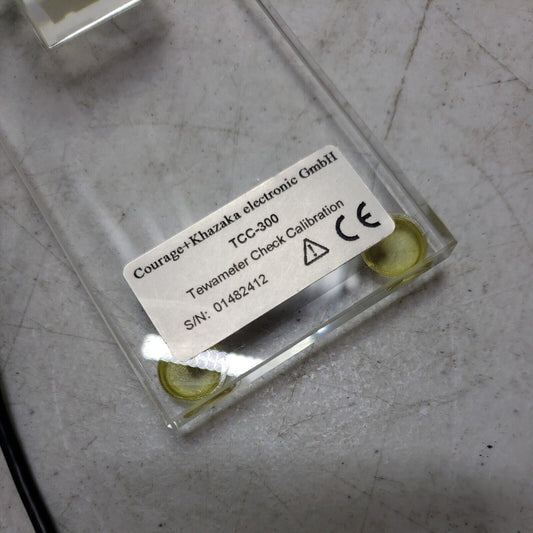 Courage+Khazaka electronic GmbH
TCC-300
Tewameter Check Calibration
S/N: 01482412
CE